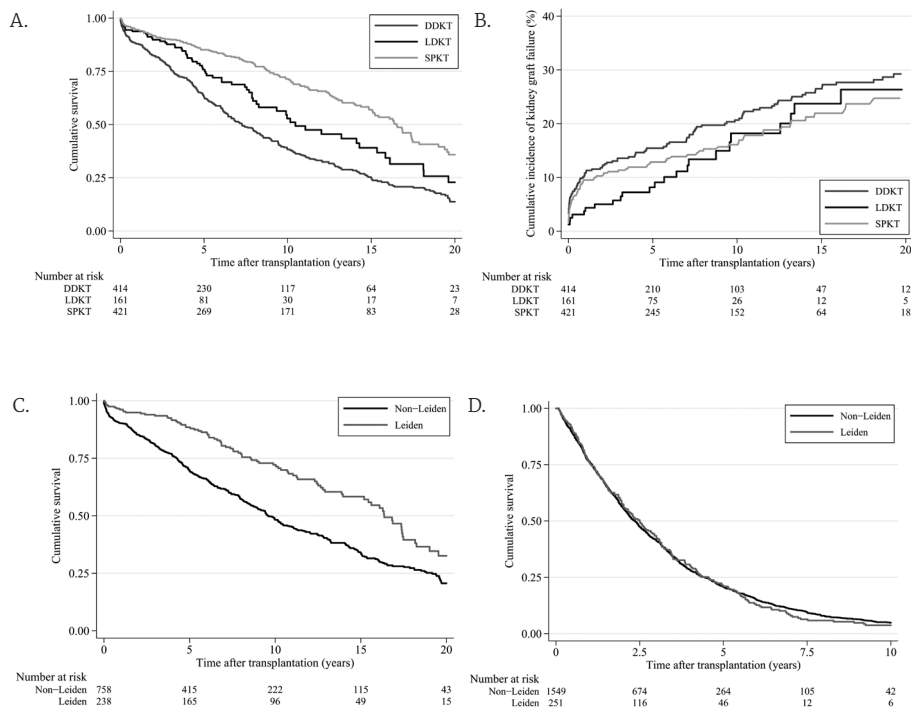 A.
1.00
0.75
0.50
0.25
0.00
Cumulative survival
DDKT
LDKT
SPKT
0 5 10 15 20
Time after transplantation (years)
Number at risk
DDKT 414 230 117 64 23
LDKT 161 81 30 17 7
SPKT 421 269 171 83 28
B.
40
30
20
10
0
Cumulative incidence of kidney graft failure (%)
DDKT
LDKT
SPKT
0 5 10 15 20
Time after transplantation (years)
Number at risk
DDKT 414 210 103 47 12
LDKT 161 75 26 12 5
SPKT 421 245 152 64 18
C.
1.00
0.75
0.50
0.25
0.00
Cumulative survival
Non-Leiden
Leiden
0 5 10 15 20
Time after transplantation (years)
Number at risk
Non-Leiden 758 415 222 115 43
Leiden 238 165 96 49 15
D.
1.00
0.75
0.50
0.25
0.00
Cumulative survival
Non-Leiden
Leiden
0 2.5 5 7.5 10
Time after transplantation (years)
Number at risk
Non-Leiden 1549 674 264 105 42
Leiden 251 116 46 12 6